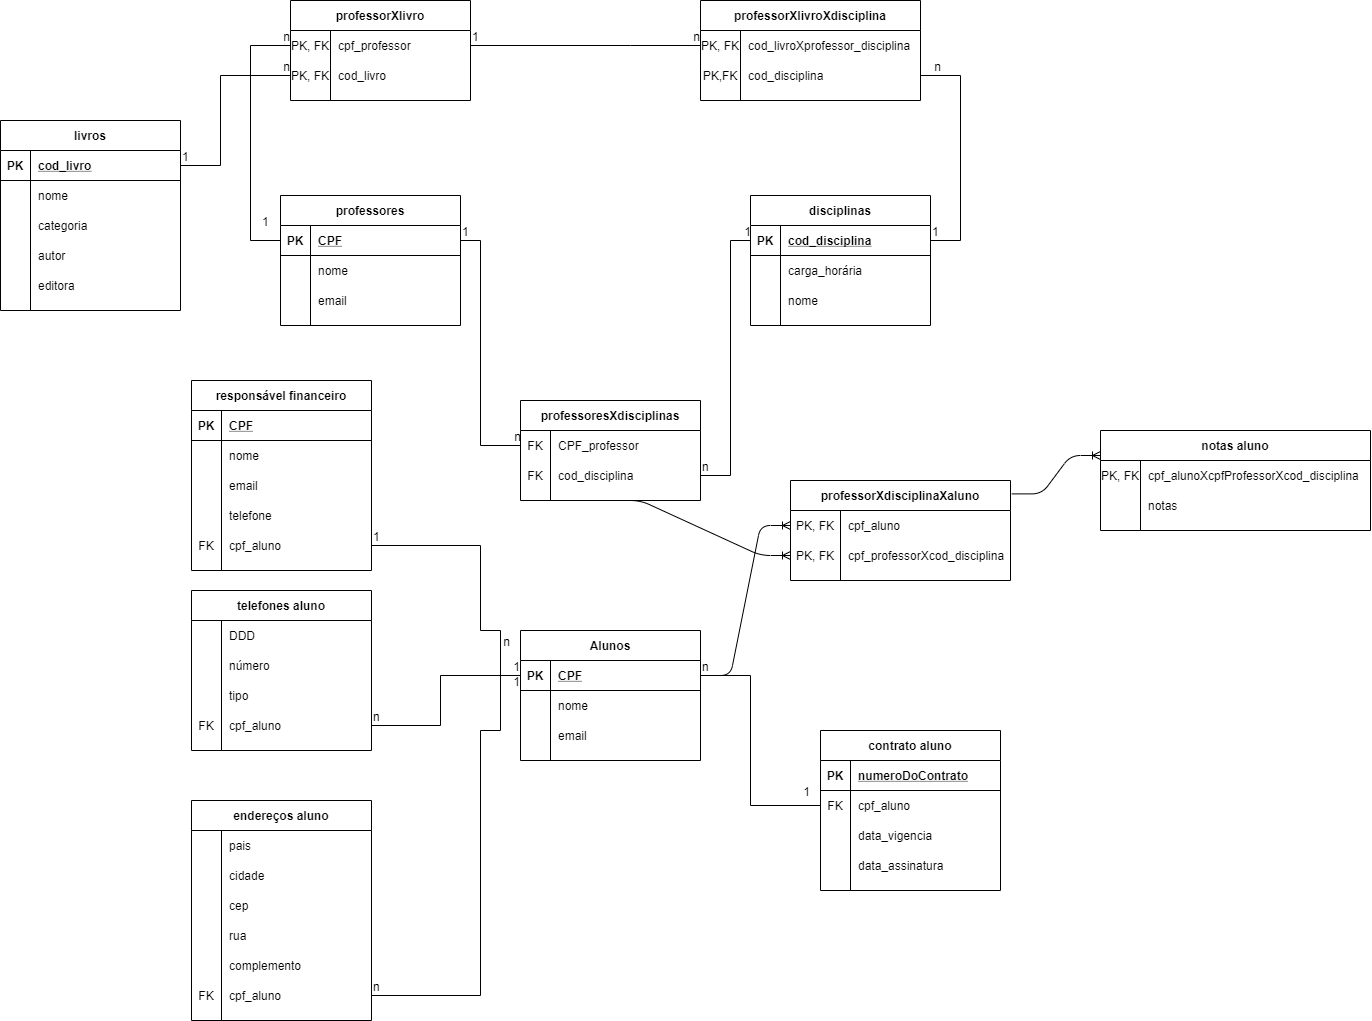 professorXlivro
n PK, FK cpf_professor 1
n PK, FK cod_livro
professorXlivroXdisciplina
n PK, FK cod_livroXprofessor_disciplina
PK,FK cod_disciplina n
livros
PK cod_livro 1
nome
categoria
autor
editora
professores
1 PK CPF 1
nome
email
disciplinas
1 PK cod_disciplina 1
carga_horária
nome
responsável financeiro
PK CPF
nome
email
telefone
FK cpf_aluno 1
professoresXdisciplinas
n FK CPF_professor
FK cod_disciplina n
professorXdisciplinaXaluno
PK, FK cpf_aluno
PK, FK cpf_professorXcod_disciplina
notas aluno
PK, FK cpf_alunoXcpfProfessorXcod_disciplina
notas
telefones aluno
DDD
número
tipo
FK cpf_aluno n
n
Alunos
1 PK CPF n
1
nome
email
contrato aluno
PK numeroDoContrato
1 FK cpf_aluno
data_vigencia
data_assinatura
endereços aluno
pais
cidade
cep
rua
complemento
FK cpf_aluno n